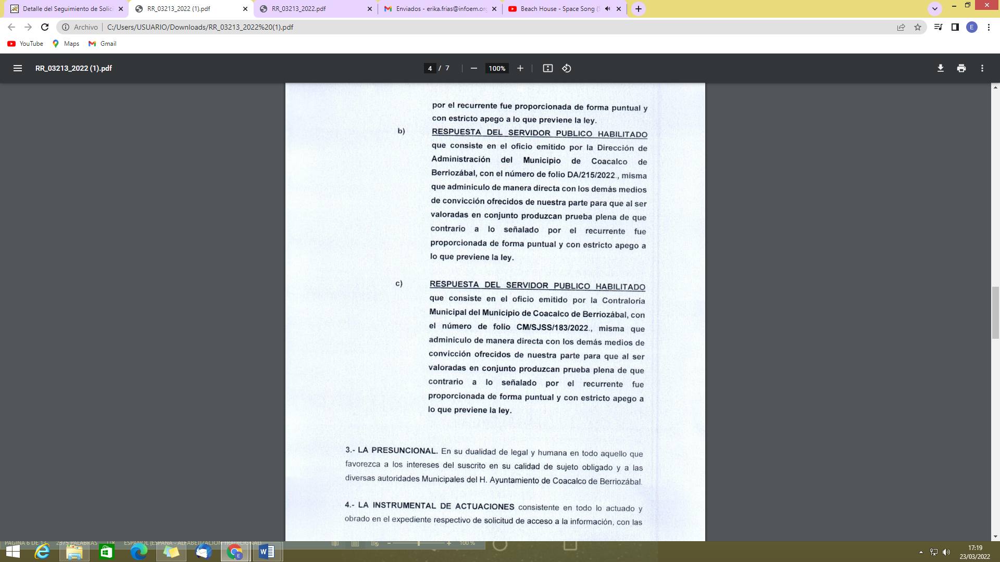 Detalle del Seguimiento de Solici
RR_03213_2022 (1).pdf
RR_03213_2022.pdf
Enviados - erika.frias@infoem.org
Beach House - Space Song (S
Archivo
C:/Users/USUARIO/Downloads/RR_03213_2022%20(1).pdf
E
YouTube
Maps
Gmail
RR_03213_2022 (1).pdf
4 / 7
100%
por el recurrente fue proporcionada de forma puntual y
con estricto apego a lo que previene la ley.
b) RESPUESTA DEL SERVIDOR PUBLICO HABILITADO
que consiste en el oficio emitido por la Dirección de
Administración del Municipio de Coacalco de
Berriozábal, con el número de folio DA/215/2022., misma
que adminiculo de manera directa con los demás medios
de convicción ofrecidos de nuestra parte para que al ser
valoradas en conjunto produzcan prueba plena de que
contrario a lo señalado por el recurrente fue
proporcionada de forma puntual y con estricto apego a
lo que previene la ley.
c) RESPUESTA DEL SERVIDOR PUBLICO HABILITADO
que consiste en el oficio emitido por la Contraloría
Municipal del Municipio de Coacalco de Berriozábal, con
el número de folio CM/SJSS/183/2022., misma que
adminiculo de manera directa con los demás medios de
convicción ofrecidos de nuestra parte para que al ser
valoradas en conjunto produzcan prueba plena de que
contrario a lo señalado por el recurrente fue
proporcionada de forma puntual y con estricto apego a
lo que previene la ley.
3.- LA PRESUNCIONAL. En su dualidad de legal y humana en todo aquello que
favorezca a los intereses del suscrito en su calidad de sujeto obligado y a las
diversas autoridades Municipales del H. Ayuntamiento de Coacalco de Berriozábal.
4.- LA INSTRUMENTAL DE ACTUACIONES consistente en todo lo actuado y
obrado en el expediente respectivo de solicitud de acceso a la información, con las
PÁGINA 6 DE 13
2375 PALABRAS
ESPAÑOL (ESPAÑA - ALFABETIZACIÓN TRADICIONAL)
100 %
E
17:19
23/03/2022